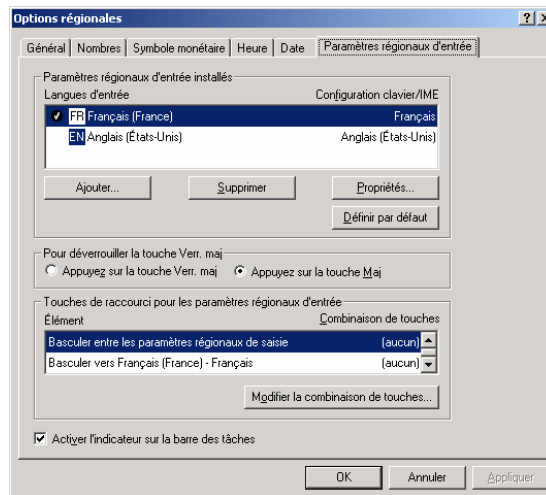 Options régionales
Général Nombres Symbole monétaire Heure Date Paramètres régionaux d'entrée
Paramètres régionaux d'entrée installés
Langues d'entrée Configuration clavier/IME
FR Français (France) Français
EN Anglais (États-Unis) Anglais (États-Unis)
Ajouter... Supprimer Propriétés...
Définir par défaut
Pour déverrouiller la touche Verr. maj
Appuyez sur la touche Verr. maj Appuyez sur la touche Maj
Touches de raccourci pour les paramètres régionaux d'entrée
Élément Combinaison de touches
Basculer entre les paramètres régionaux de saisie (aucun)
Basculer vers Français (France) - Français (aucun)
Modifier la combinaison de touches...
Activer l'indicateur sur la barre des tâches
OK Annuler Appliquer